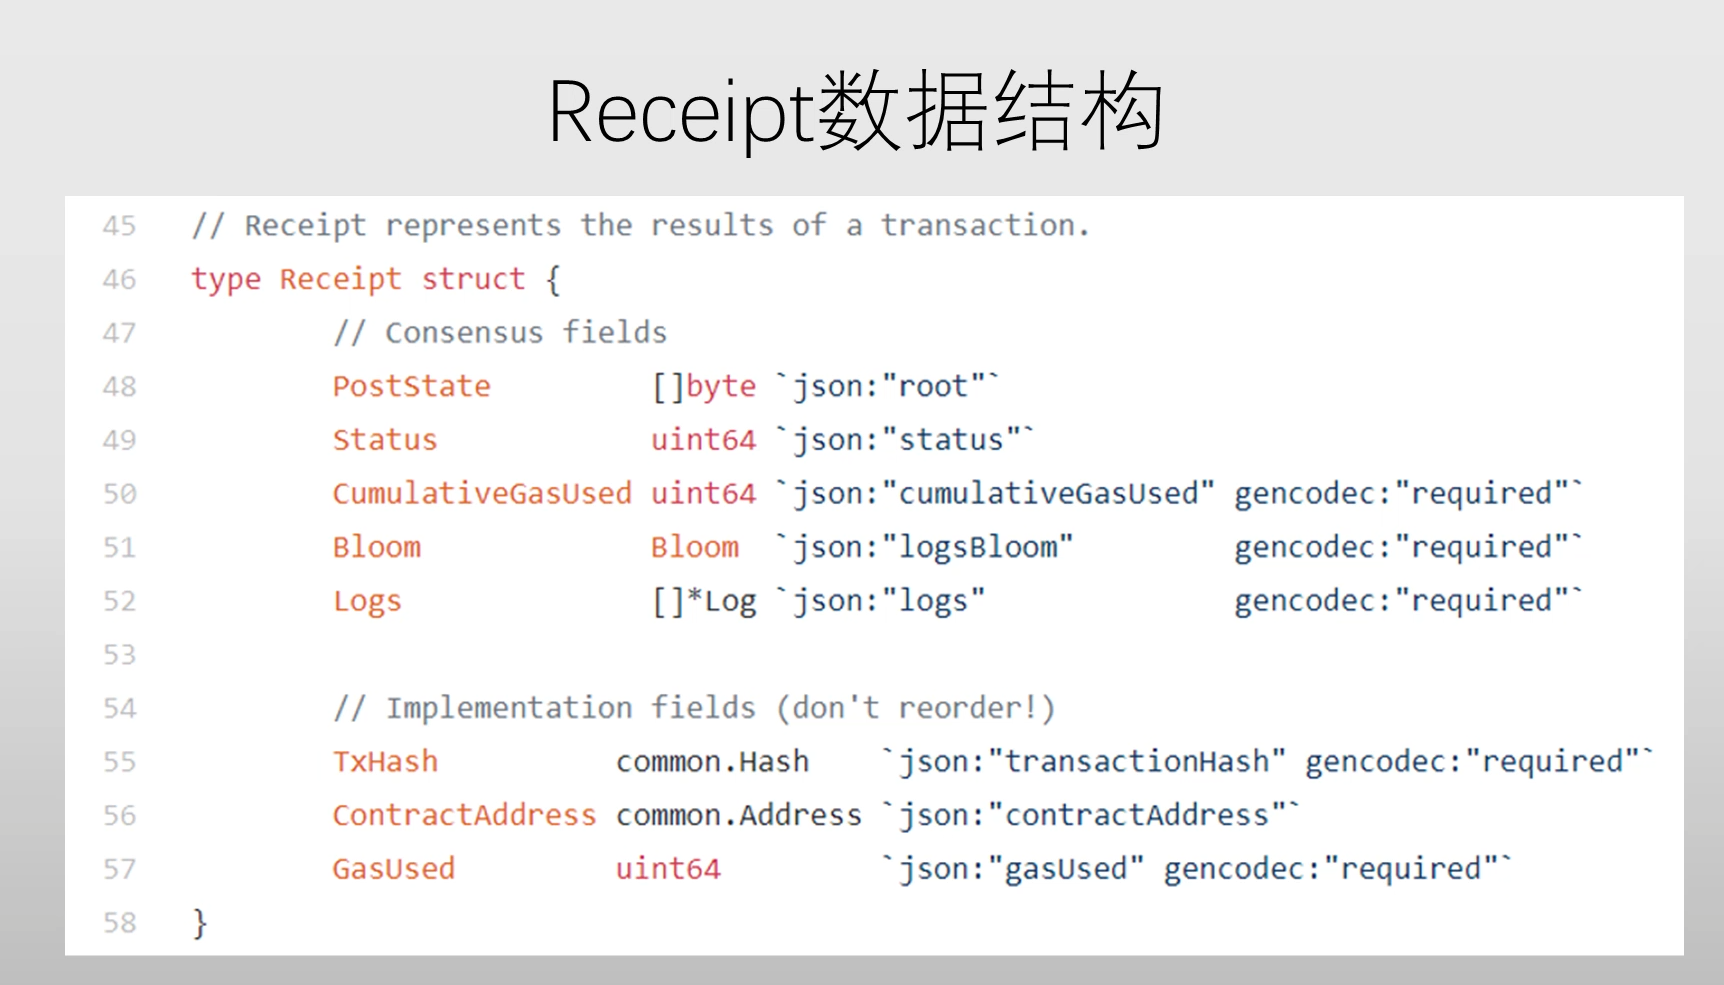 Receipt数据结构
45 // Receipt represents the results of a transaction.
46 type Receipt struct {
47 // Consensus fields
48 PostState []byte `json:"root"`
49 Status uint64 `json:"status"`
50 CumulativeGasUsed uint64 `json:"cumulativeGasUsed" gencodec:"required"`
51 Bloom Bloom `json:"logsBloom" gencodec:"required"`
52 Logs []*Log `json:"logs" gencodec:"required"`
53
54 // Implementation fields (don't reorder!)
55 TxHash common.Hash `json:"transactionHash" gencodec:"required"`
56 ContractAddress common.Address `json:"contractAddress"`
57 GasUsed uint64 `json:"gasUsed" gencodec:"required"`
58 }